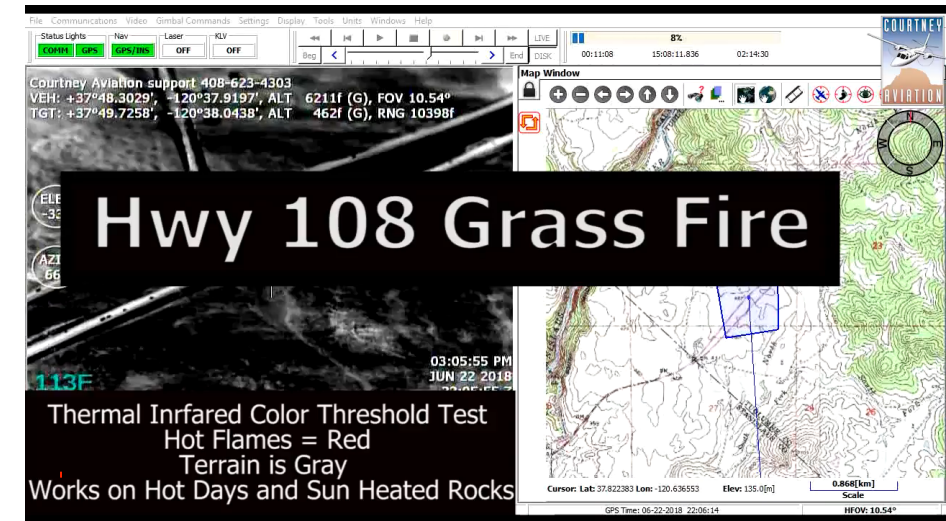 File Communications Video Gimbal Commands Settings Display Tools Units Windows Help
Status Lights Nav Laser KLV
COMM GPS GPS/INS OFF OFF
LIVE
Beg End DISK
8%
00:11:08 15:08:11.836 02:14:30
COURTNEY
AVIATION
Map Window
Courtney Aviation support 408-623-4303
VEH: +37°48.3029', -120°37.9197', ALT 6211f (G), FOV 10.54°
TGT: +37°49.7258', -120°38.0438', ALT 462f (G), RNG 10398f
N
E
S
W
Hwy 108 Grass Fire
23
27
24
26
03:05:55 PM
JUN 22 2018
113F
Thermal Inrfared Color Threshold Test
Hot Flames = Red
Terrain is Gray
Works on Hot Days and Sun Heated Rocks
Cursor: Lat: 37.822383 Lon: -120.636553 Elev: 135.0[m]
0.868[km]
Scale
GPS Time: 06-22-2018 22:06:14 HFOV: 10.54°